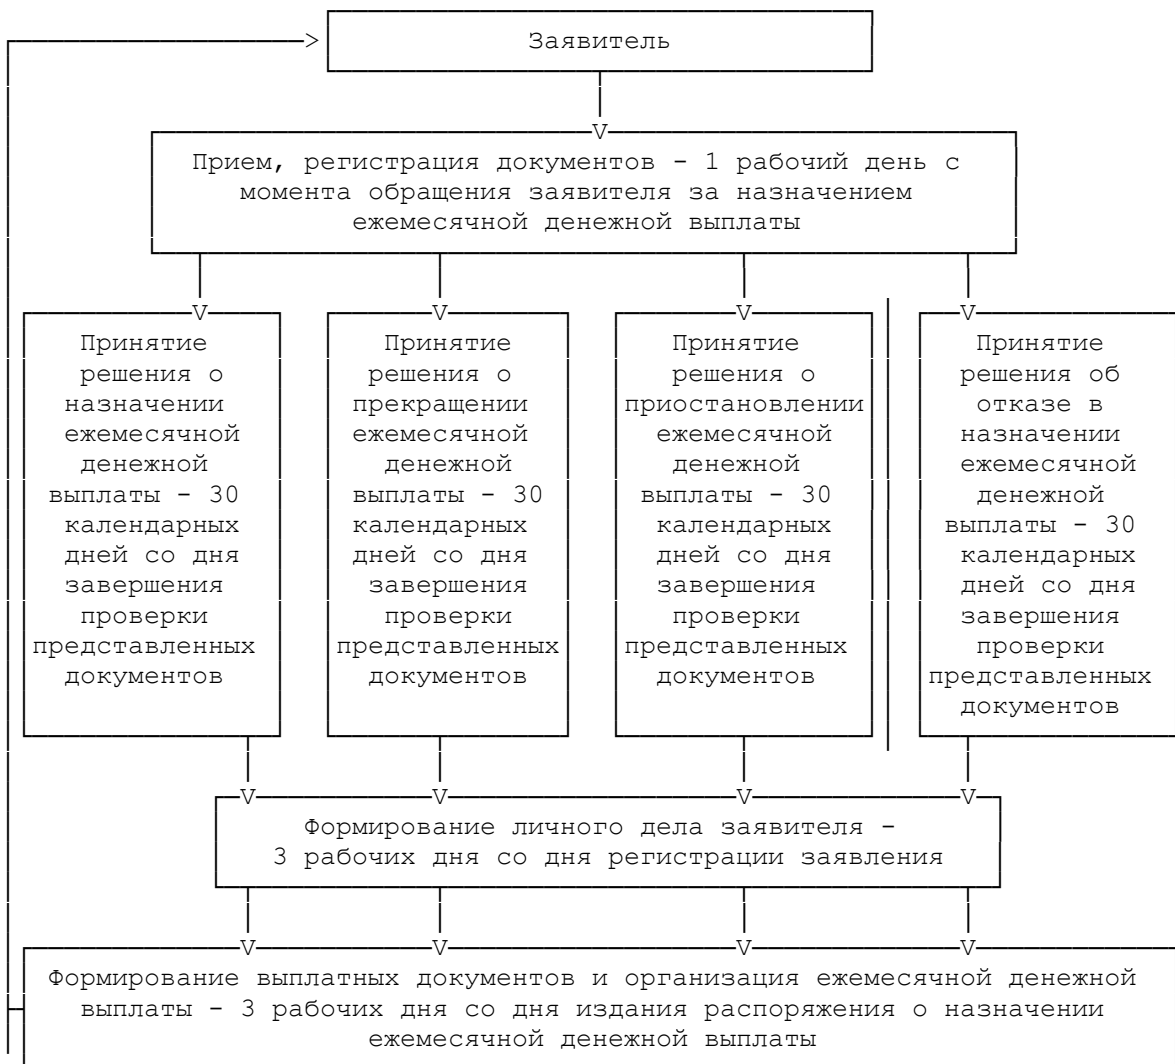 Заявитель
Прием, регистрация документов - 1 рабочий день с
момента обращения заявителя за назначением
ежемесячной денежной выплаты
Принятие
решения о
назначении
ежемесячной
денежной
выплаты - 30
календарных
дней со дня
завершения
проверки
представленных
документов
Принятие
решения о
прекращении
ежемесячной
денежной
выплаты - 30
календарных
дней со дня
завершения
проверки
представленных
документов
Принятие
решения о
приостановлении
ежемесячной
денежной
выплаты - 30
календарных
дней со дня
завершения
проверки
представленных
документов
Принятие
решения об
отказе в
назначении
ежемесячной
денежной
выплаты - 30
календарных
дней со дня
завершения
проверки
представленных
документов
Формирование личного дела заявителя -
3 рабочих дня со дня регистрации заявления
Формирование выплатных документов и организация ежемесячной денежной
выплаты - 3 рабочих дня со дня издания распоряжения о назначении
ежемесячной денежной выплаты